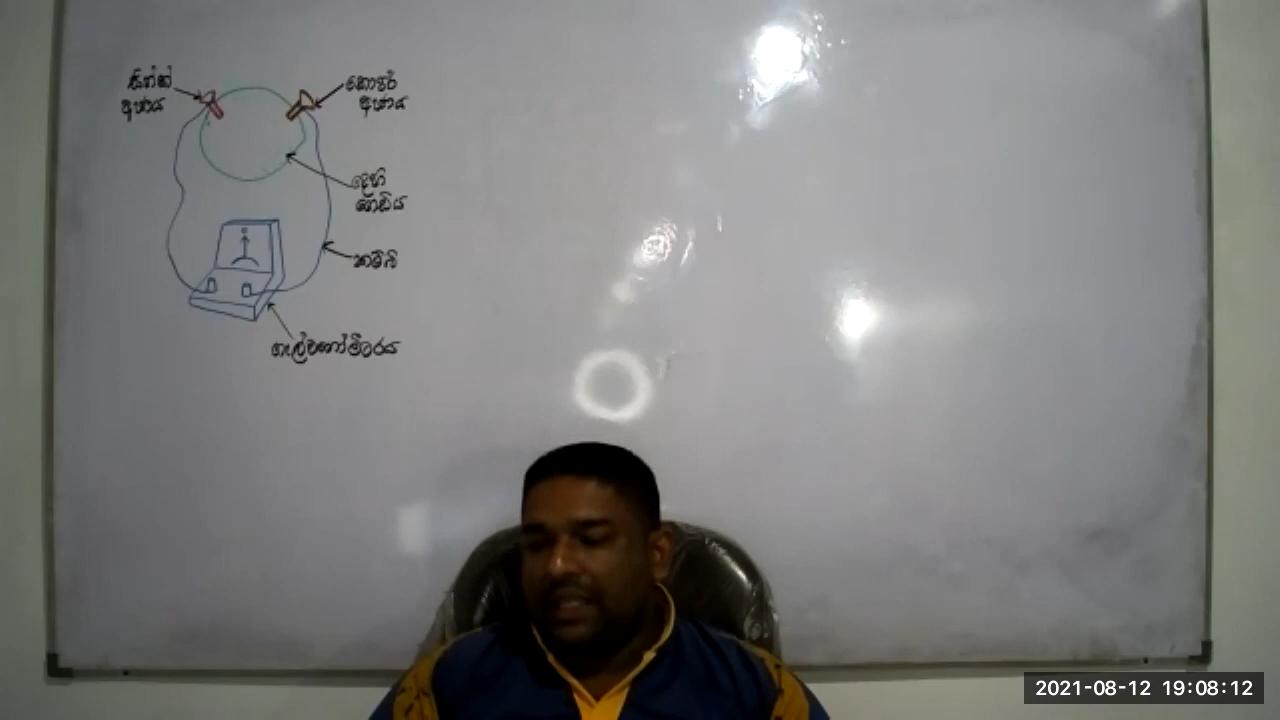 සින්ක්
අග්‍රය
කොපර්
අග්‍රය
දෙහි
ගෙඩිය
කම්බි
ගැල්වනෝමීටරය
2021-08-12 19:08:12